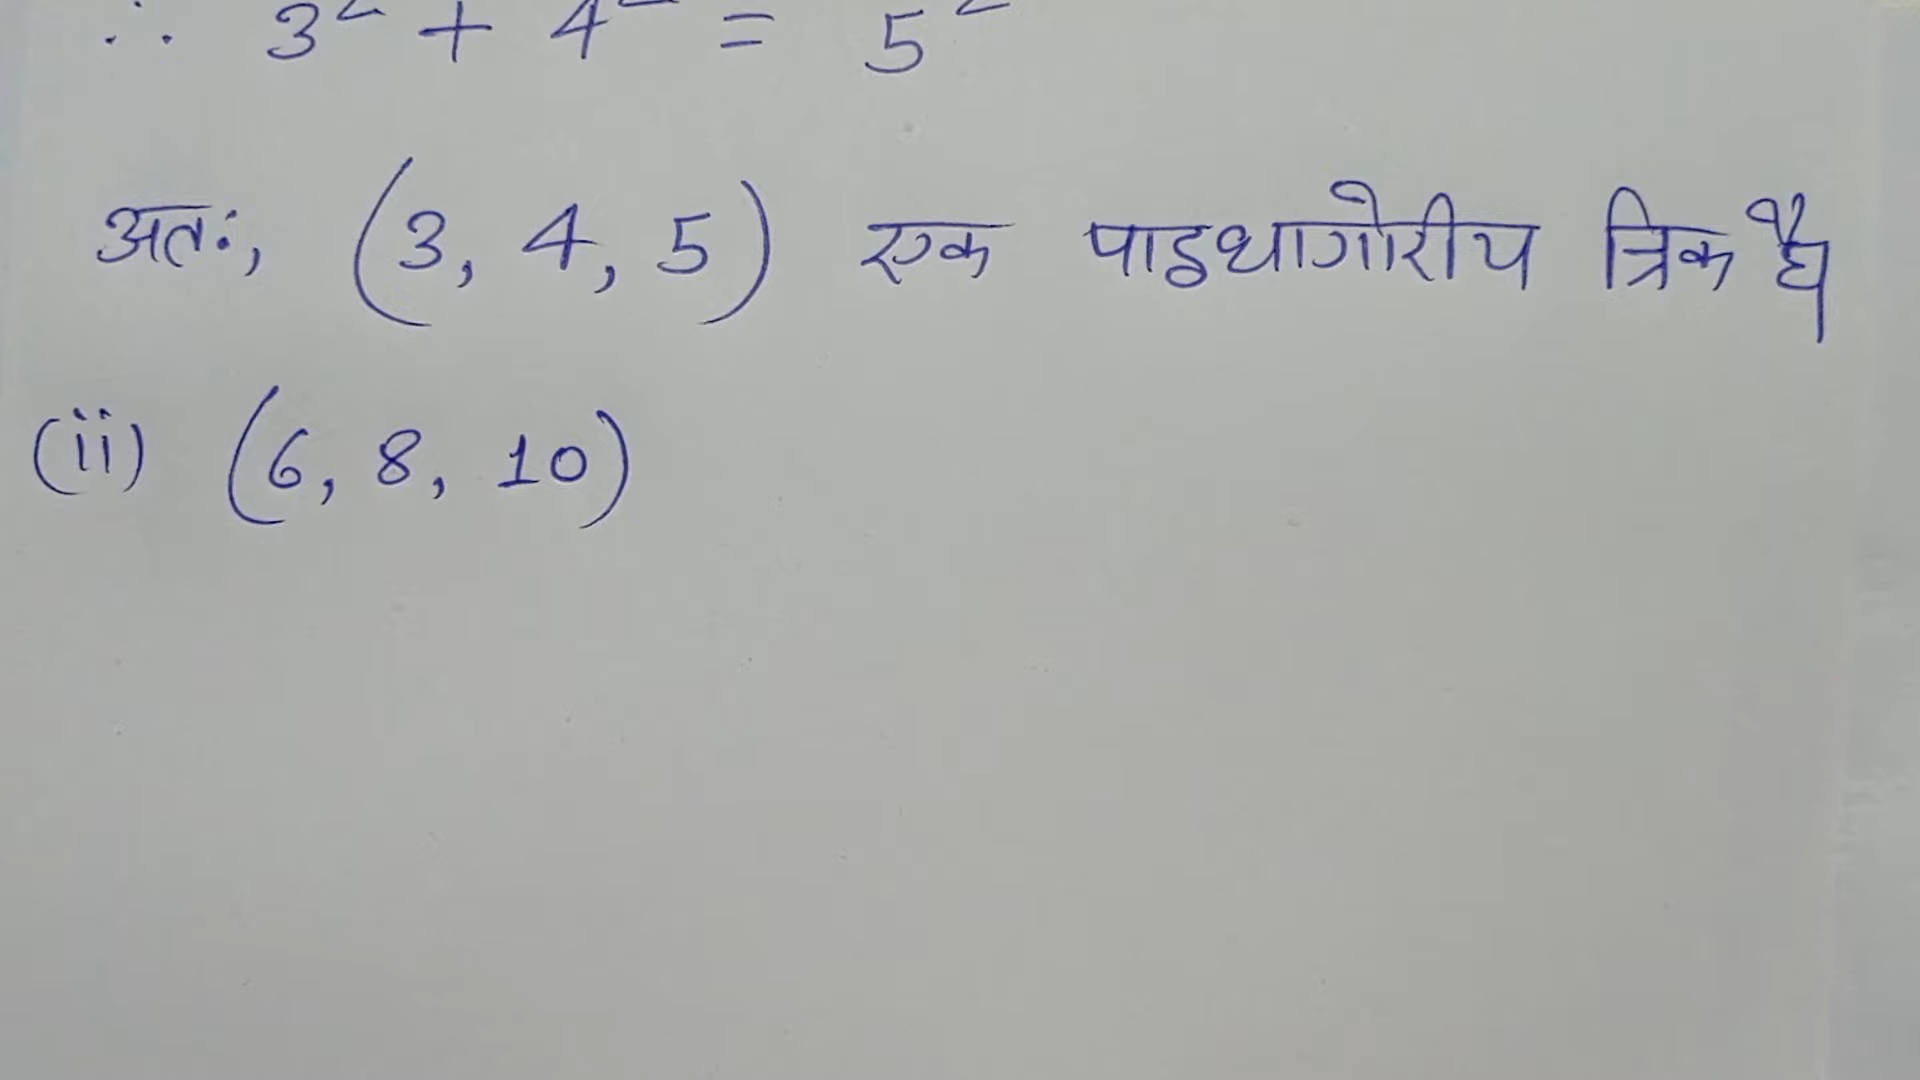 ∴ 3² + 4² = 5²
अतः, (3, 4, 5) एक पाइथागोरीय त्रिक है
(ii) (6, 8, 10)